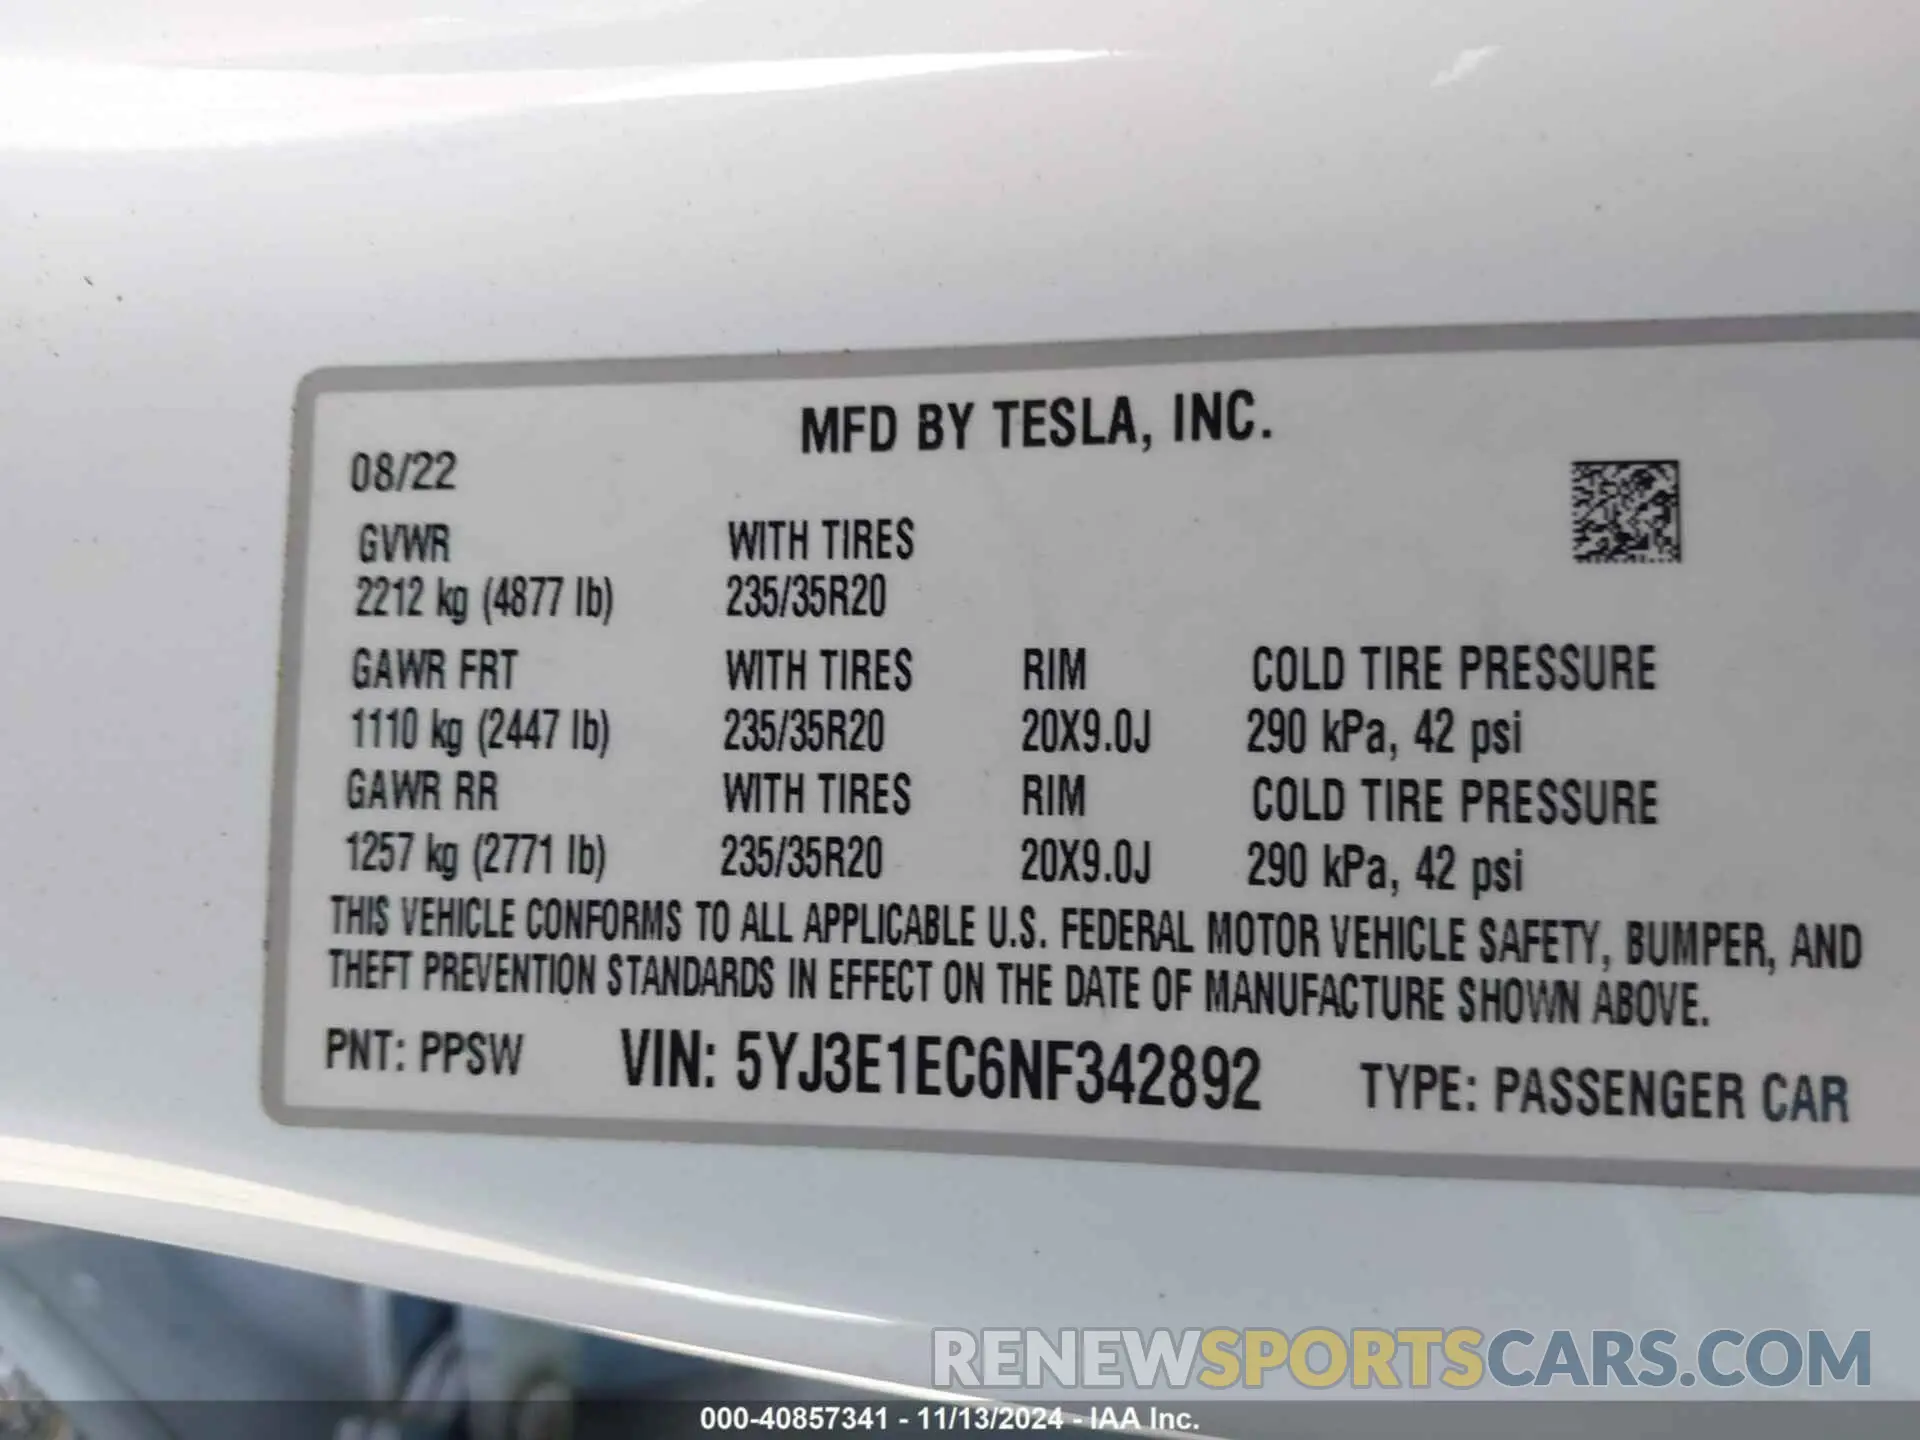 MFD BY TESLA, INC.
08/22
GVWR WITH TIRES
2212 kg (4877 lb) 235/35R20
GAWR FRT WITH TIRES RIM COLD TIRE PRESSURE
1110 kg (2447 lb) 235/35R20 20X9.0J 290 kPa, 42 psi
GAWR RR WITH TIRES RIM COLD TIRE PRESSURE
1257 kg (2771 lb) 235/35R20 20X9.0J 290 kPa, 42 psi
THIS VEHICLE CONFORMS TO ALL APPLICABLE U.S. FEDERAL MOTOR VEHICLE SAFETY, BUMPER, AND
THEFT PREVENTION STANDARDS IN EFFECT ON THE DATE OF MANUFACTURE SHOWN ABOVE.
PNT: PPSW VIN: 5YJ3E1EC6NF342892 TYPE: PASSENGER CAR
RENEWSPORTSCARS.COM
000-40857341 - 11/13/2024 - IAA Inc.